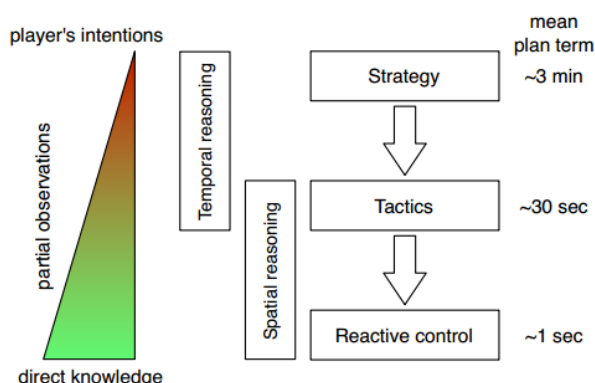 player's intentions
partial observations
direct knowledge
Temporal reasoning
Spatial reasoning
Strategy
Tactics
Reactive control
mean
plan term
~3 min
~30 sec
~1 sec